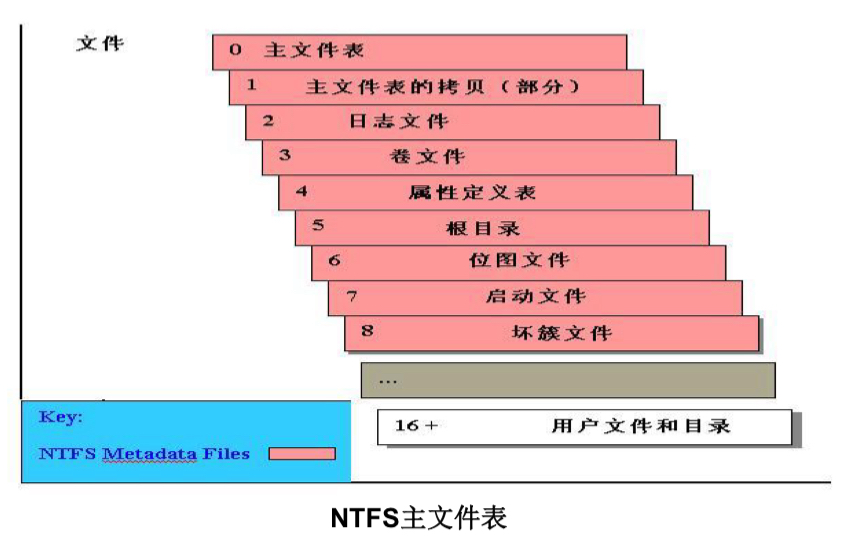 文件
0 主文件表
1 主文件表的拷贝（部分）
2 日志文件
3 卷文件
4 属性定义表
5 根目录
6 位图文件
7 启动文件
8 坏簇文件
...
16+ 用户文件和目录
Key:
NTFS Metadata Files
NTFS主文件表